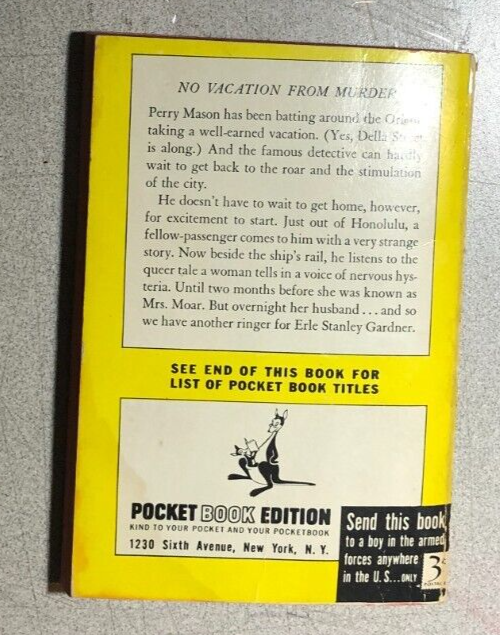 NO VACATION FROM MURDER
Perry Mason has been batting around the Orient
taking a well-earned vacation. (Yes, Della Street
is along.) And the famous detective can hardly
wait to get back to the roar and the stimulation
of the city.
He doesn't have to wait to get home, however,
for excitement to start. Just out of Honolulu, a
fellow-passenger comes to him with a very strange
story. Now beside the ship's rail, he listens to the
queer tale a woman tells in a voice of nervous hys-
teria. Until two months before she was known as
Mrs. Moar. But overnight her husband . . . and so
we have another ringer for Erle Stanley Gardner.
SEE END OF THIS BOOK FOR
LIST OF POCKET BOOK TITLES
POCKET BOOK EDITION
KIND TO YOUR POCKET AND YOUR POCKETBOOK
1230 Sixth Avenue, New York, N. Y.
Send this book
to a boy in the armed
forces anywhere
in the U.S...ONLY 3¢